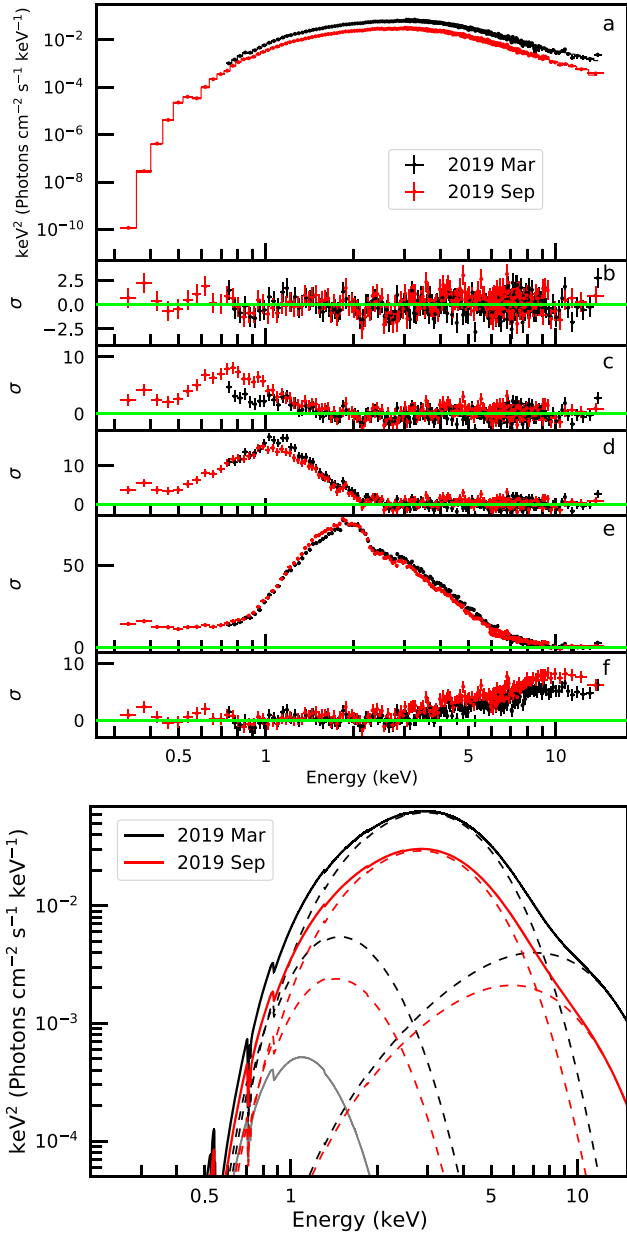 a
keV² (Photons cm⁻² s⁻¹ keV⁻¹)
10⁻²
10⁻⁴
10⁻⁶
10⁻⁸
10⁻¹⁰
2019 Mar
2019 Sep
b
σ
2.5
0.0
−2.5
c
σ
10
0
d
σ
10
0
e
σ
50
0
f
σ
10
0
0.5 1 5 10
Energy (keV)
2019 Mar
2019 Sep
keV² (Photons cm⁻² s⁻¹ keV⁻¹)
10⁻²
10⁻³
10⁻⁴
0.5 1 5 10
Energy (keV)